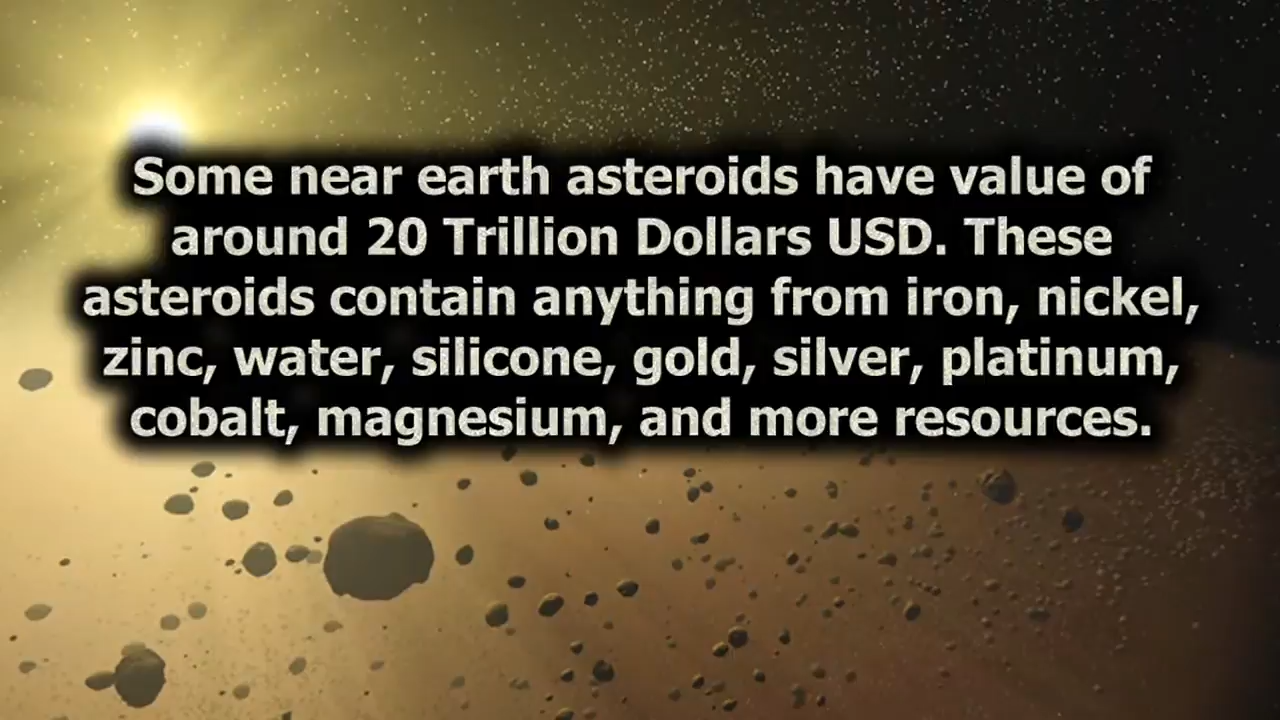 Some near earth asteroids have value of
around 20 Trillion Dollars USD. These
asteroids contain anything from iron, nickel,
zinc, water, silicone, gold, silver, platinum,
cobalt, magnesium, and more resources.